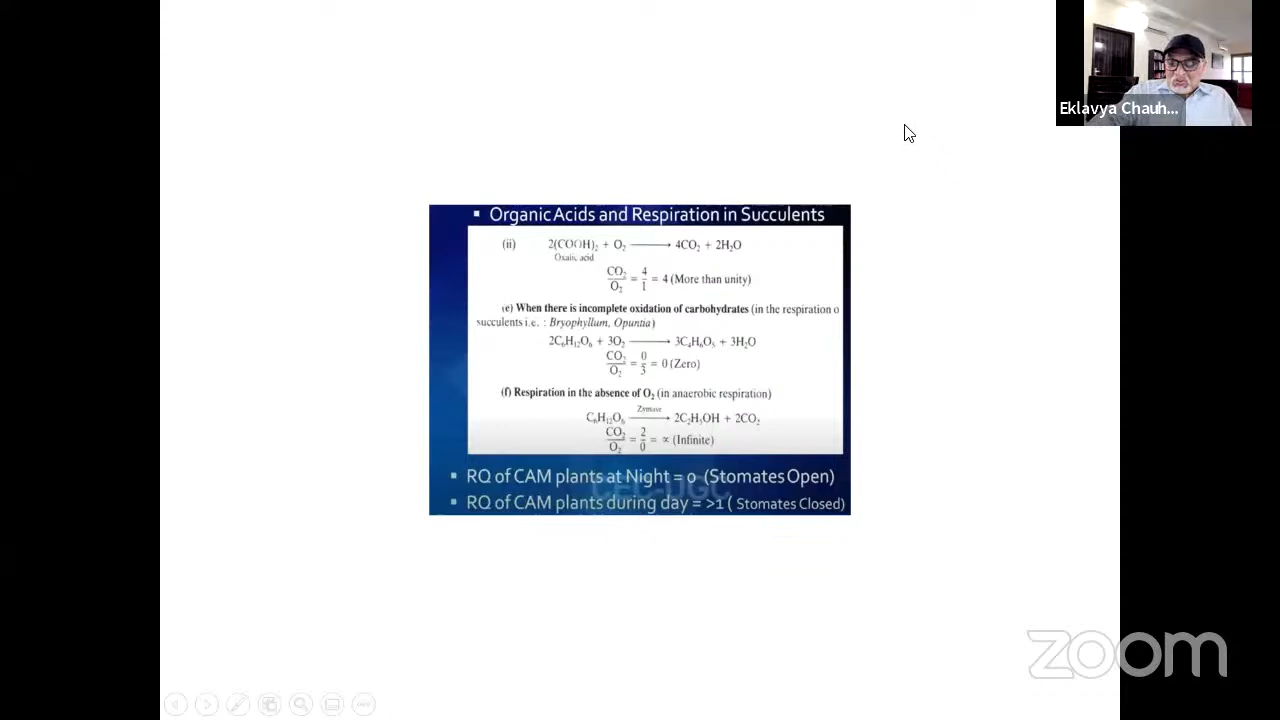 Eklavya Chauh...
▪ Organic Acids and Respiration in Succulents
(ii) 2(COOH)₂ + O₂ ⟶ 4CO₂ + 2H₂O
Oxalic acid
CO₂/O₂ = 4/1 = 4 (More than unity)
(e) When there is incomplete oxidation of carbohydrates (in the respiration o
succulents i.e. : Bryophyllum, Opuntia)
2C₆H₁₂O₆ + 3O₂ ⟶ 3C₄H₆O₅ + 3H₂O
CO₂/O₂ = 0/3 = 0 (Zero)
(f) Respiration in the absence of O₂ (in anaerobic respiration)
Zymase
C₆H₁₂O₆ ⟶ 2C₂H₅OH + 2CO₂
CO₂/O₂ = 2/0 = ∝ (Infinite)
▪ RQ of CAM plants at Night = 0 (Stomates Open)
CEC-UGC
▪ RQ of CAM plants during day = >1 ( Stomates Closed)
zoom